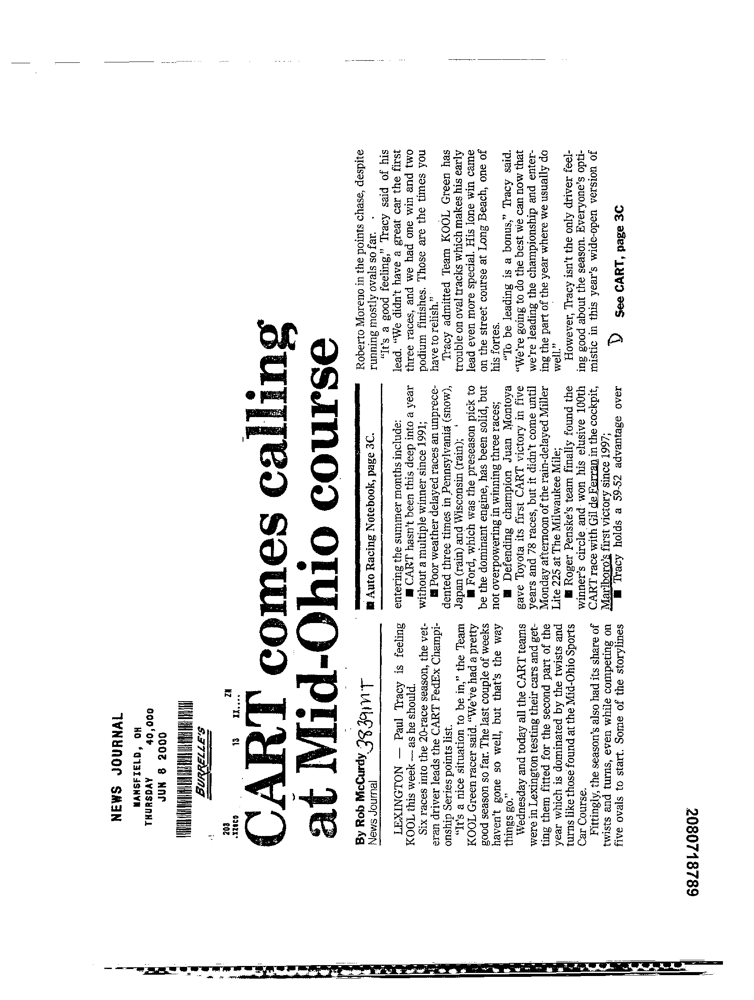 NEWS JOURNAL
MANSFIELD, OH
THURSDAY 40,000
JUN 8 2000
BURRELLE'S
203 13 ZN
.XENC0 XX....
CART comes calling
at Mid-Ohio course
By Rob McCurdy
News Journal
LEXINGTON — Paul Tracy is feeling
KOOL this week — as he should.
Six races into the 20-race season, the vet-
eran driver leads the CART FedEx Champi-
onship Series points list.
"It's a nice situation to be in," the Team
KOOL Green racer said. "We've had a pretty
good season so far. The last couple of weeks
haven't gone so well, but that's the way
things go."
Wednesday and today all the CART teams
were in Lexington testing their cars and get-
ting them fitted for the second part of the
year which is dominated by the twists and
turns like those found at the Mid-Ohio Sports
Car Course.
Fittingly, the season's also had its share of
twists and turns, even while competing on
five ovals to start. Some of the storylines
■ Auto Racing Notebook, page 3C.
entering the summer months include:
■ CART hasn't been this deep into a year
without a multiple winner since 1991;
■ Poor weather delayed races an unprece-
dented three times in Pennsylvania (snow),
Japan (rain) and Wisconsin (rain);
■ Ford, which was the preseason pick to
be the dominant engine, has been solid, but
not overpowering in winning three races;
■ Defending champion Juan Montoya
gave Toyota its first CART victory in five
years and 78 races, but it didn't come until
Monday afternoon of the rain-delayed Miller
Lite 225 at The Milwaukee Mile;
■ Roger Penske's team finally found the
winner's circle and won his elusive 100th
CART race with Gil de Ferran in the cockpit,
Marlboro's first victory since 1997;
■ Tracy holds a 59-52 advantage over
Roberto Moreno in the points chase, despite
running mostly ovals so far.
"It's a good feeling," Tracy said of his
lead. "We didn't have a great car the first
three races, and we had one win and two
podium finishes. Those are the times you
have to relish."
Tracy admitted Team KOOL Green has
trouble on oval tracks which makes his early
lead even more special. His lone win came
on the street course at Long Beach, one of
his fortes.
"To be leading is a bonus," Tracy said.
"We're going to do the best we can now that
we're leading the championship and enter-
ing the part of the year where we usually do
well."
However, Tracy isn't the only driver feel-
ing good about the season. Everyone's opti-
mistic in this year's wide-open version of
See CART, page 3C
2080718789